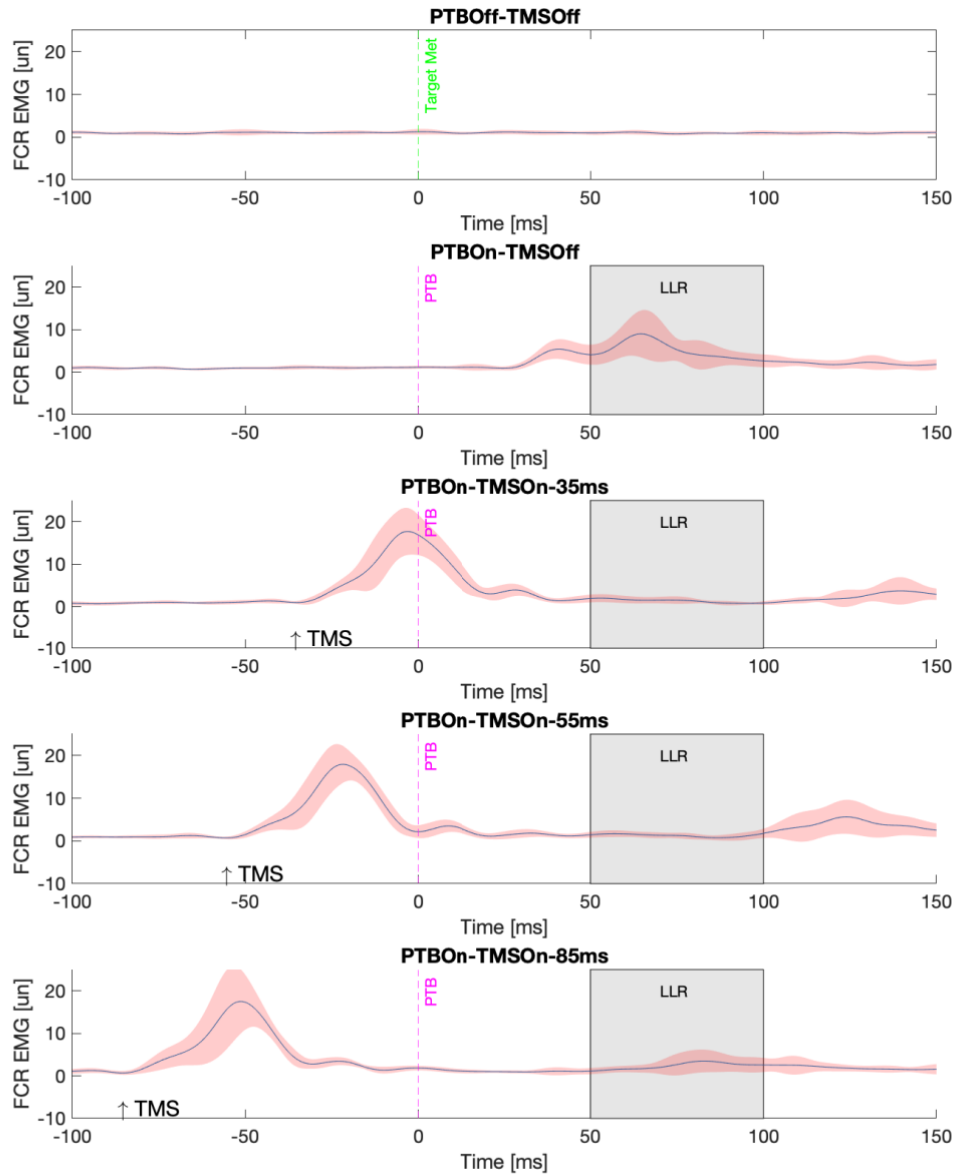 PTBOff-TMSOff
FCR EMG [un]
20
10
0
-10
Target Met
-100 -50 0 50 100 150
Time [ms]
PTBOn-TMSOff
FCR EMG [un]
20
10
0
-10
PTB
LLR
-100 -50 0 50 100 150
Time [ms]
PTBOn-TMSOn-35ms
FCR EMG [un]
20
10
0
-10
PTB
LLR
↑ TMS
-100 -50 0 50 100 150
Time [ms]
PTBOn-TMSOn-55ms
FCR EMG [un]
20
10
0
-10
PTB
LLR
↑ TMS
-100 -50 0 50 100 150
Time [ms]
PTBOn-TMSOn-85ms
FCR EMG [un]
20
10
0
-10
PTB
LLR
↑ TMS
-100 -50 0 50 100 150
Time [ms]